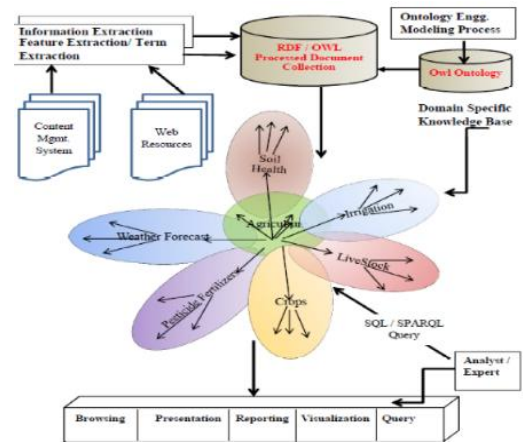 Information Extraction
Feature Extraction/ Term
Extraction
RDF / OWL
Processed Document
Collection
Ontology Engg.
Modeling Process
Owl Ontology
Content
Mgmt.
System
Web
Resources
Domain Specific
Knowledge Base
Soil
Health
Irrigation
Weather Forecast
LiveStock
Pesticide Fertilizers
Crops
SQL / SPARQL
Query
Analyst /
Expert
Browsing
Presentation
Reporting
Visualization
Query